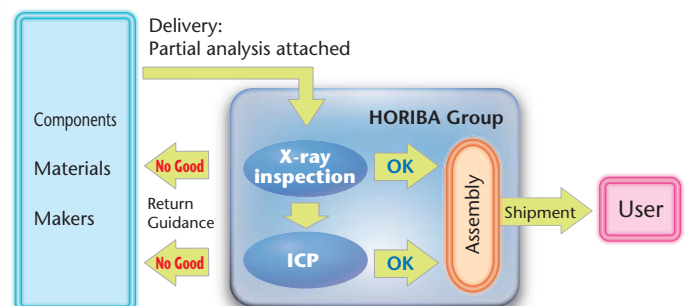 Delivery:
Partial analysis attached
Components
Materials
Makers
HORIBA Group
No Good
X-ray
inspection
OK
Return
Guidance
No Good
ICP
OK
Assembly
Shipment
User